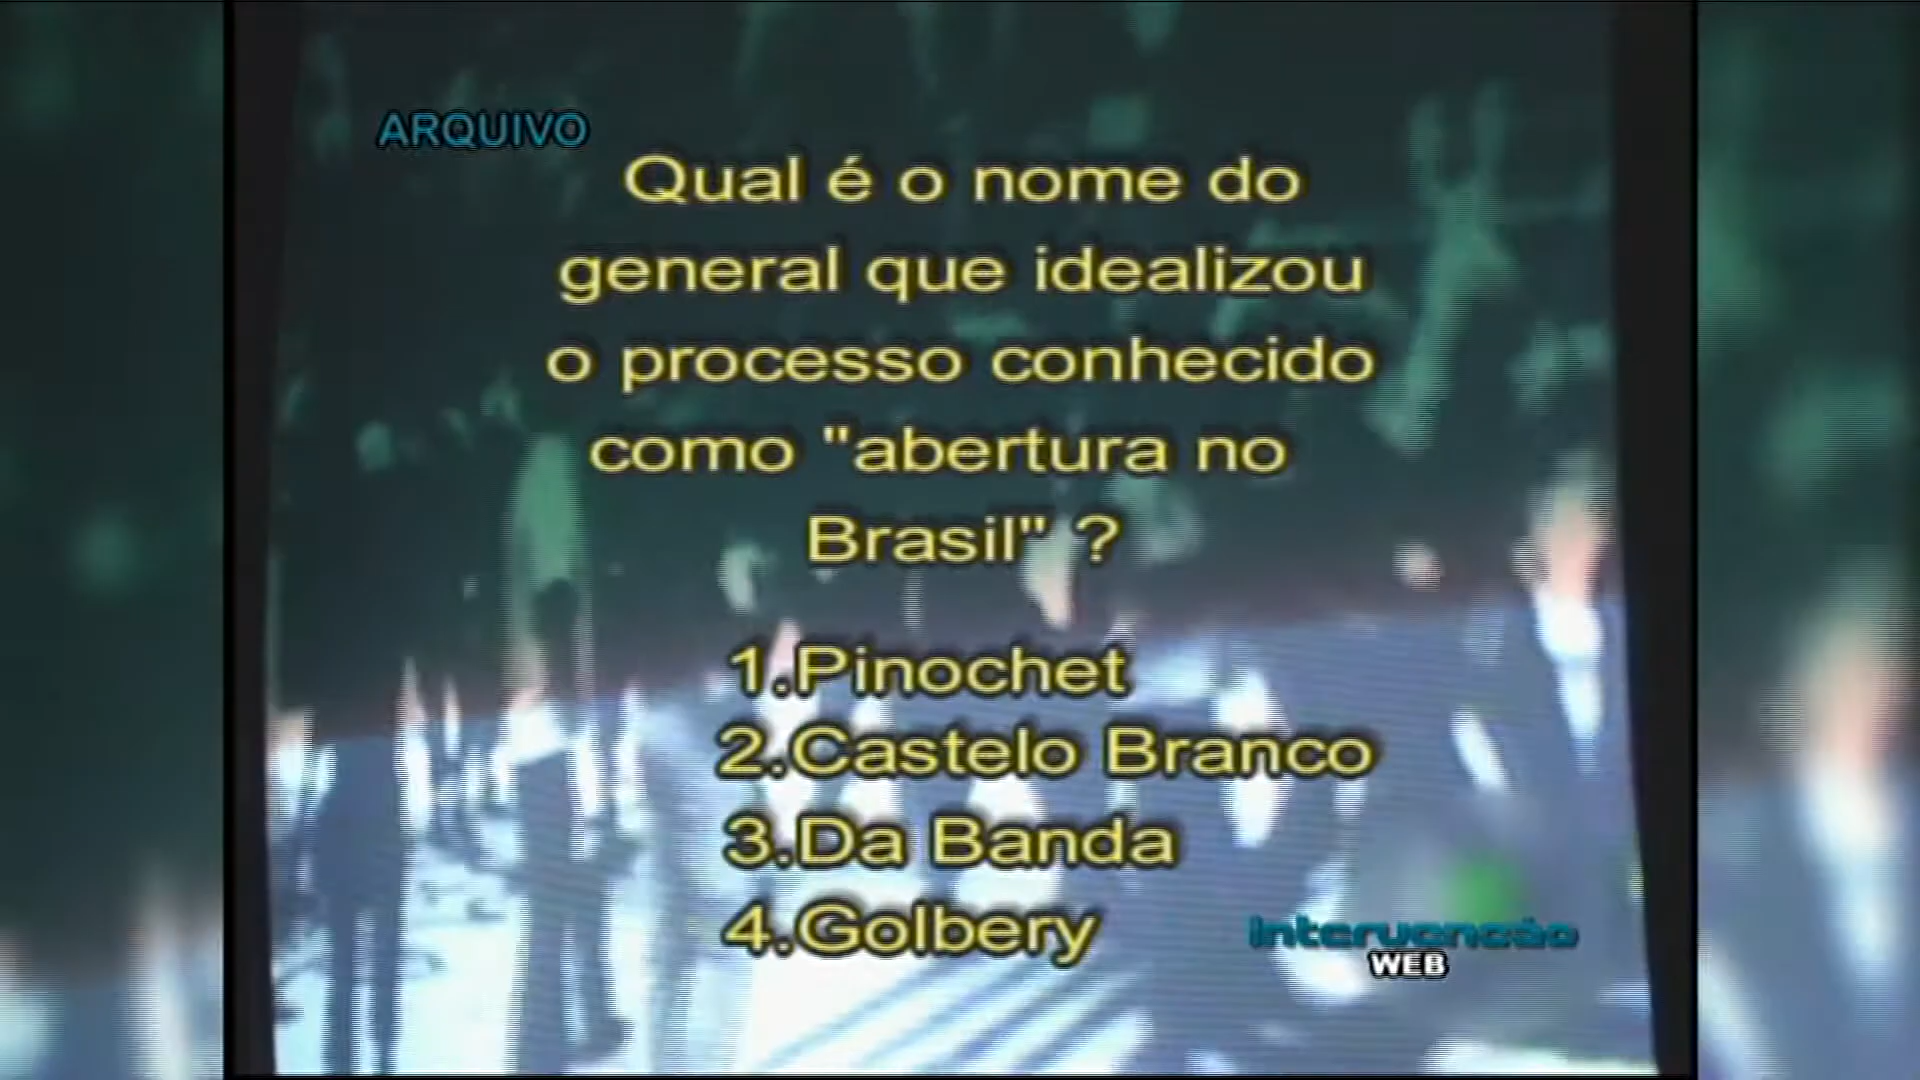 ARQUIVO
Qual é o nome do
general que idealizou
o processo conhecido
como "abertura no
Brasil" ?
1.Pinochet
2.Castelo Branco
3.Da Banda
4.Golbery
Intervenção
WEB